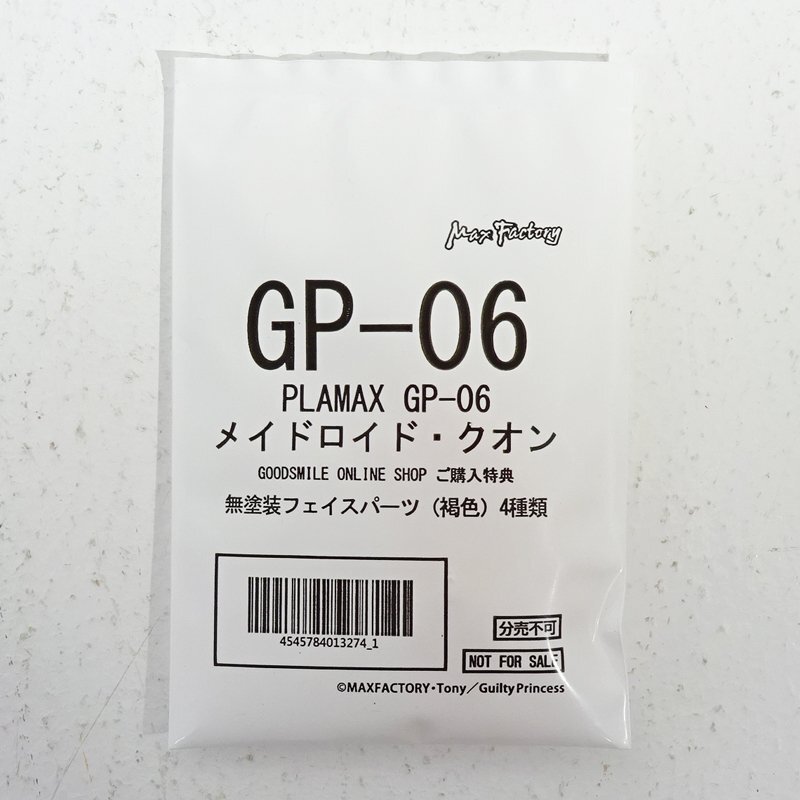 Max Factory
GP-06
PLAMAX GP-06
メイドロイド・クオン
GOODSMILE ONLINE SHOP ご購入特典
無塗装フェイスパーツ（褐色）4種類
4545784013274_1
分売不可
NOT FOR SALE
©MAXFACTORY・Tony／Guilty Princess